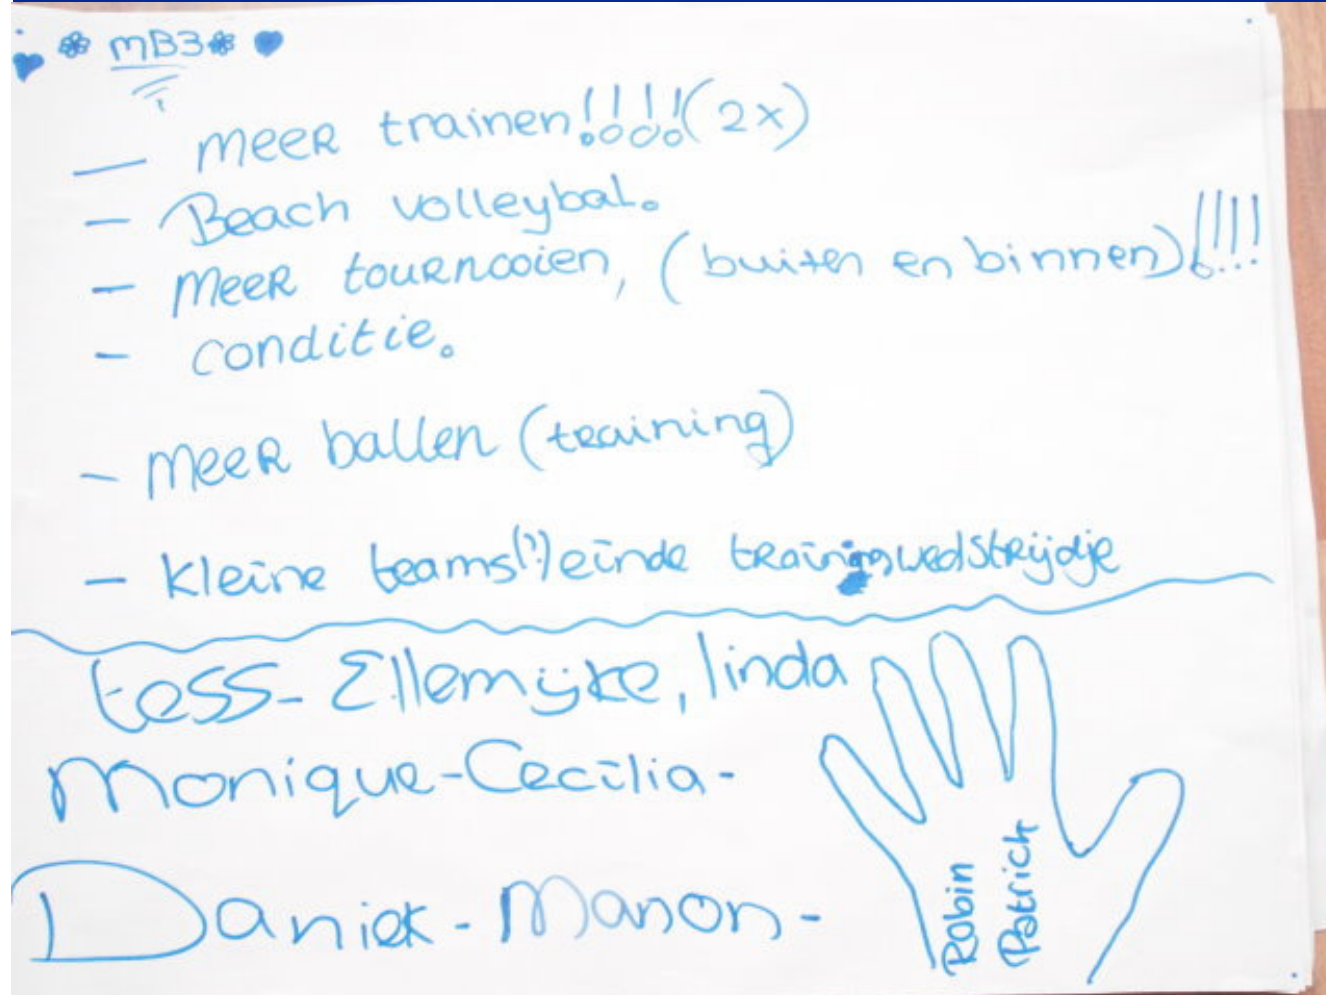 MB3
- Meer trainen!!!! (2x)
- Beach volleybal.
- Meer tournooien, (buiten en binnen)!!!!
- conditie.
- Meer ballen (training)
- kleine teams(!) einde trainingswedstrijdje
tess - Ellemijke, linda
Monique - Cecilia -
Daniek - Manon -
Robin
Patrich